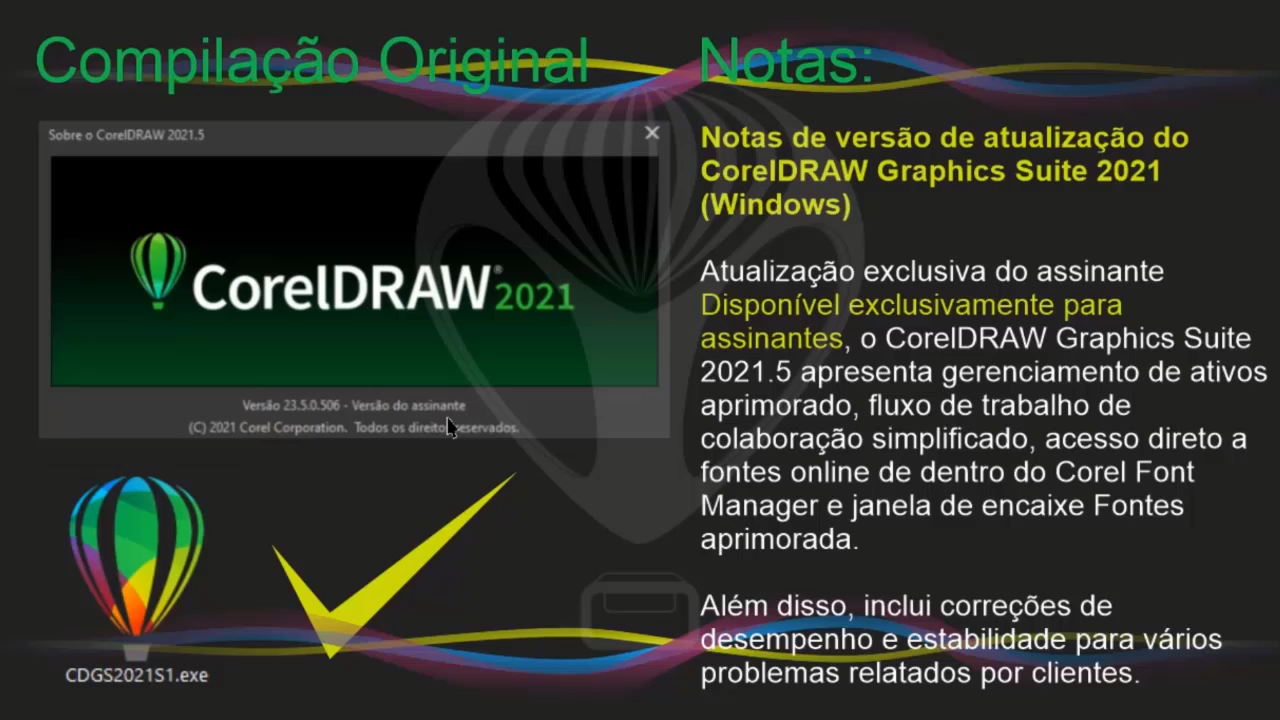 Compilação Original
Notas:
Sobre o CorelDRAW 2021.5
CorelDRAW® 2021
Versão 23.5.0.506 - Versão do assinante
(C) 2021 Corel Corporation. Todos os direitos reservados.
CDGS2021S1.exe
Notas de versão de atualização do
CorelDRAW Graphics Suite 2021
(Windows)
Atualização exclusiva do assinante
Disponível exclusivamente para
assinantes, o CorelDRAW Graphics Suite
2021.5 apresenta gerenciamento de ativos
aprimorado, fluxo de trabalho de
colaboração simplificado, acesso direto a
fontes online de dentro do Corel Font
Manager e janela de encaixe Fontes
aprimorada.
Além disso, inclui correções de
desempenho e estabilidade para vários
problemas relatados por clientes.